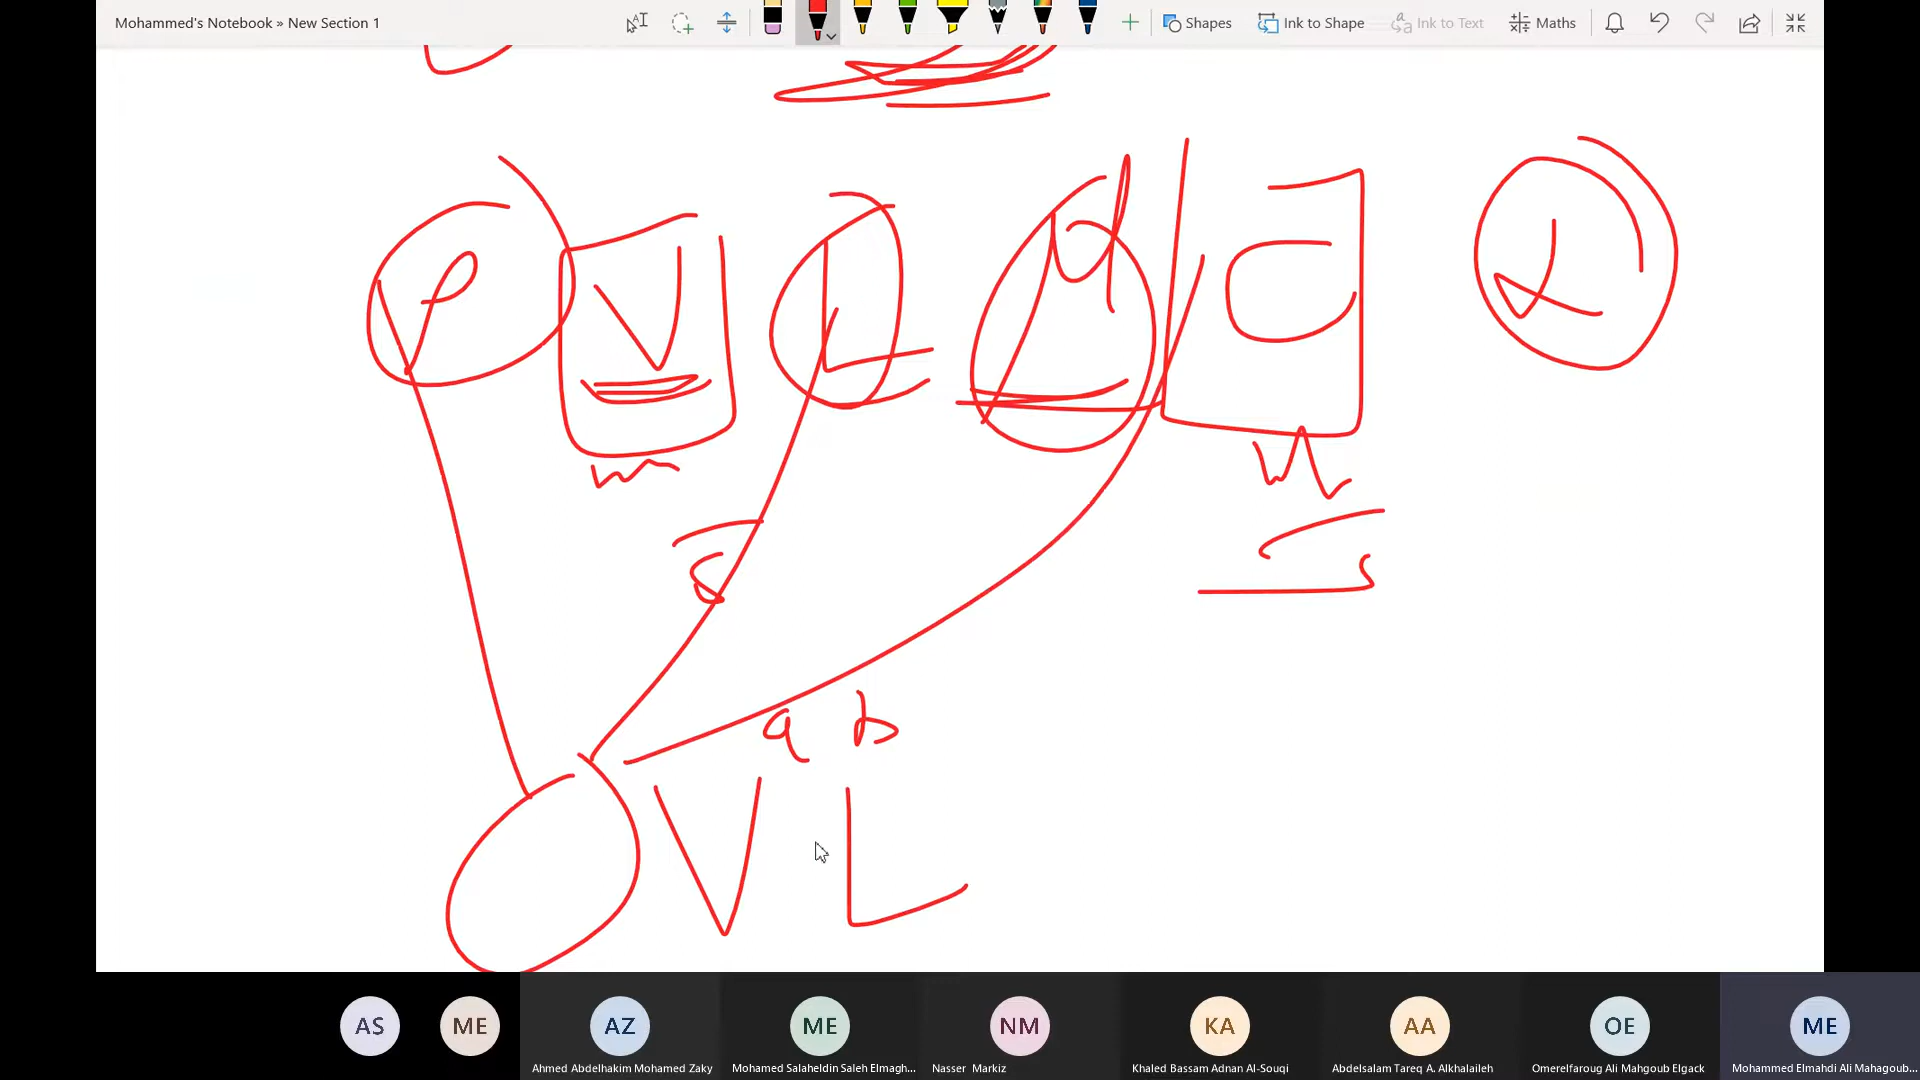 Mohammed's Notebook » New Section 1
Shapes Ink to Shape Ink to Text Maths
P V L M C L
a b
V L
AS ME AZ ME NM KA AA OE ME
Ahmed Abdelhakim Mohamed Zaky Mohamed Salaheldin Saleh Elmagh... Nasser Markiz Khaled Bassam Adnan Al-Souqi Abdelsalam Tareq A. Alkhalaileh Omerelfaroug Ali Mahgoub Elgack Mohammed Elmahdi Ali Mahagoub...